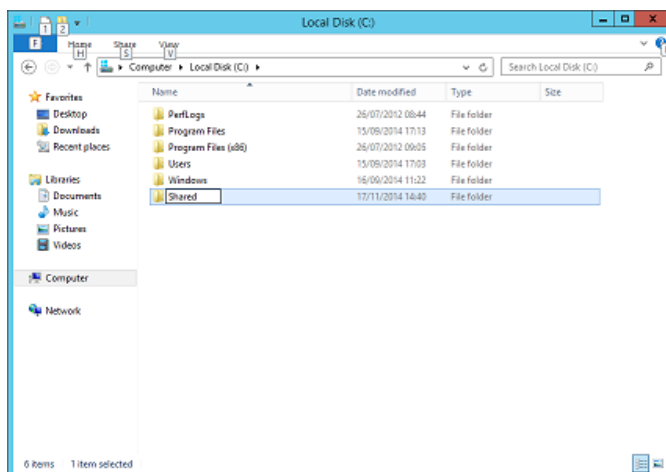 Local Disk (C:)
1 2
F
Home Share View
H S V
Computer Local Disk (C:)
Search Local Disk (C:)
Name Date modified Type Size
Favorites
Desktop
Downloads
Recent places
Libraries
Documents
Music
Pictures
Videos
Computer
Network
PerfLogs 26/07/2012 08:44 File folder
Program Files 15/09/2014 17:13 File folder
Program Files (x86) 26/07/2012 09:05 File folder
Users 15/09/2014 17:03 File folder
Windows 16/09/2014 11:22 File folder
Shared 17/11/2014 14:40 File folder
6 items 1 item selected